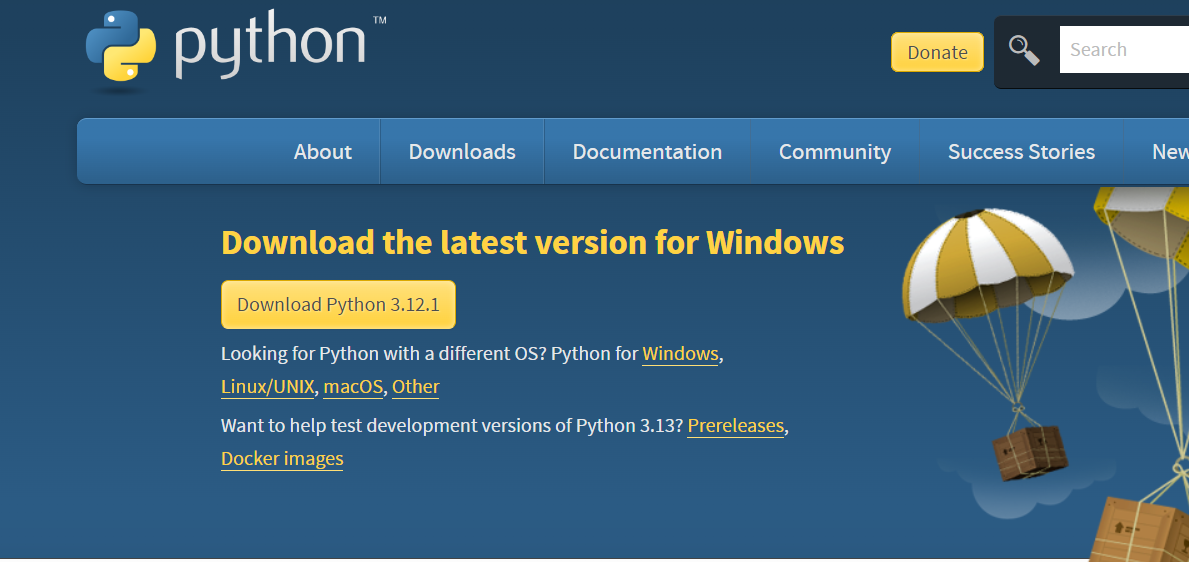 python™
Donate
Search
About Downloads Documentation Community Success Stories New
Download the latest version for Windows
Download Python 3.12.1
Looking for Python with a different OS? Python for Windows,
Linux/UNIX, macOS, Other
Want to help test development versions of Python 3.13? Prereleases,
Docker images